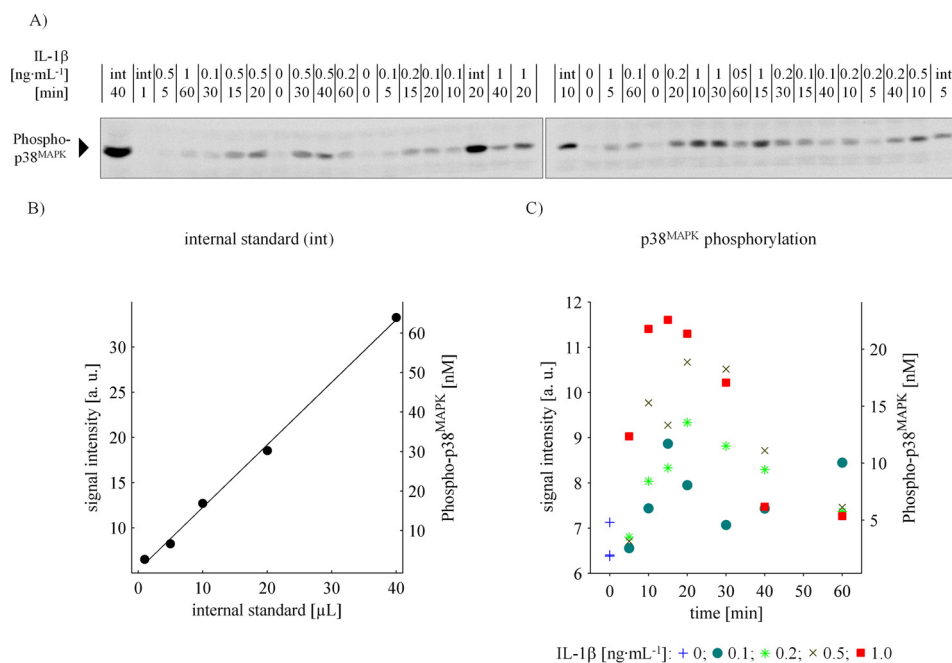 A)
IL-1β int int 0.5 1 0.1 0.5 0.5 0 0.5 0.5 0.2 0 0.1 0.2 0.1 0.1 int 1 1 int 0 1 0.1 0 0.2 1 1 05 1 0.1 0.1 0.2 0.2 0.2 0.5 int
[ng·mL⁻¹]
[min] 40 1 5 60 30 15 20 0 30 40 60 0 5 15 20 10 20 40 20 10 0 5 60 0 20 10 30 60 15 30 40 10 5 40 10 5
Phospho-
p38ᴹᴬᴾᴷ
B)
internal standard (int)
30
20
10
signal intensity [a. u.]
60
50
40
30
20
10
Phospho-p38ᴹᴬᴾᴷ [nM]
0 10 20 30 40
internal standard [µL]
C)
p38ᴹᴬᴾᴷ phosphorylation
12
11
10
9
8
7
6
signal intensity [a. u.]
20
15
10
5
Phospho-p38ᴹᴬᴾᴷ [nM]
0 10 20 30 40 50 60
time [min]
IL-1β [ng·mL⁻¹]: + 0; 0.1; 0.2; × 0.5; 1.0